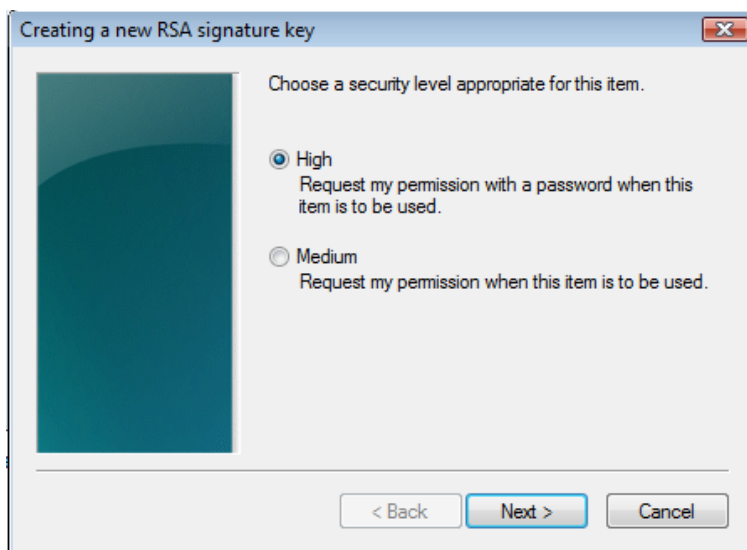 Creating a new RSA signature key
Choose a security level appropriate for this item.
High
Request my permission with a password when this
item is to be used.
Medium
Request my permission when this item is to be used.
< Back
Next >
Cancel